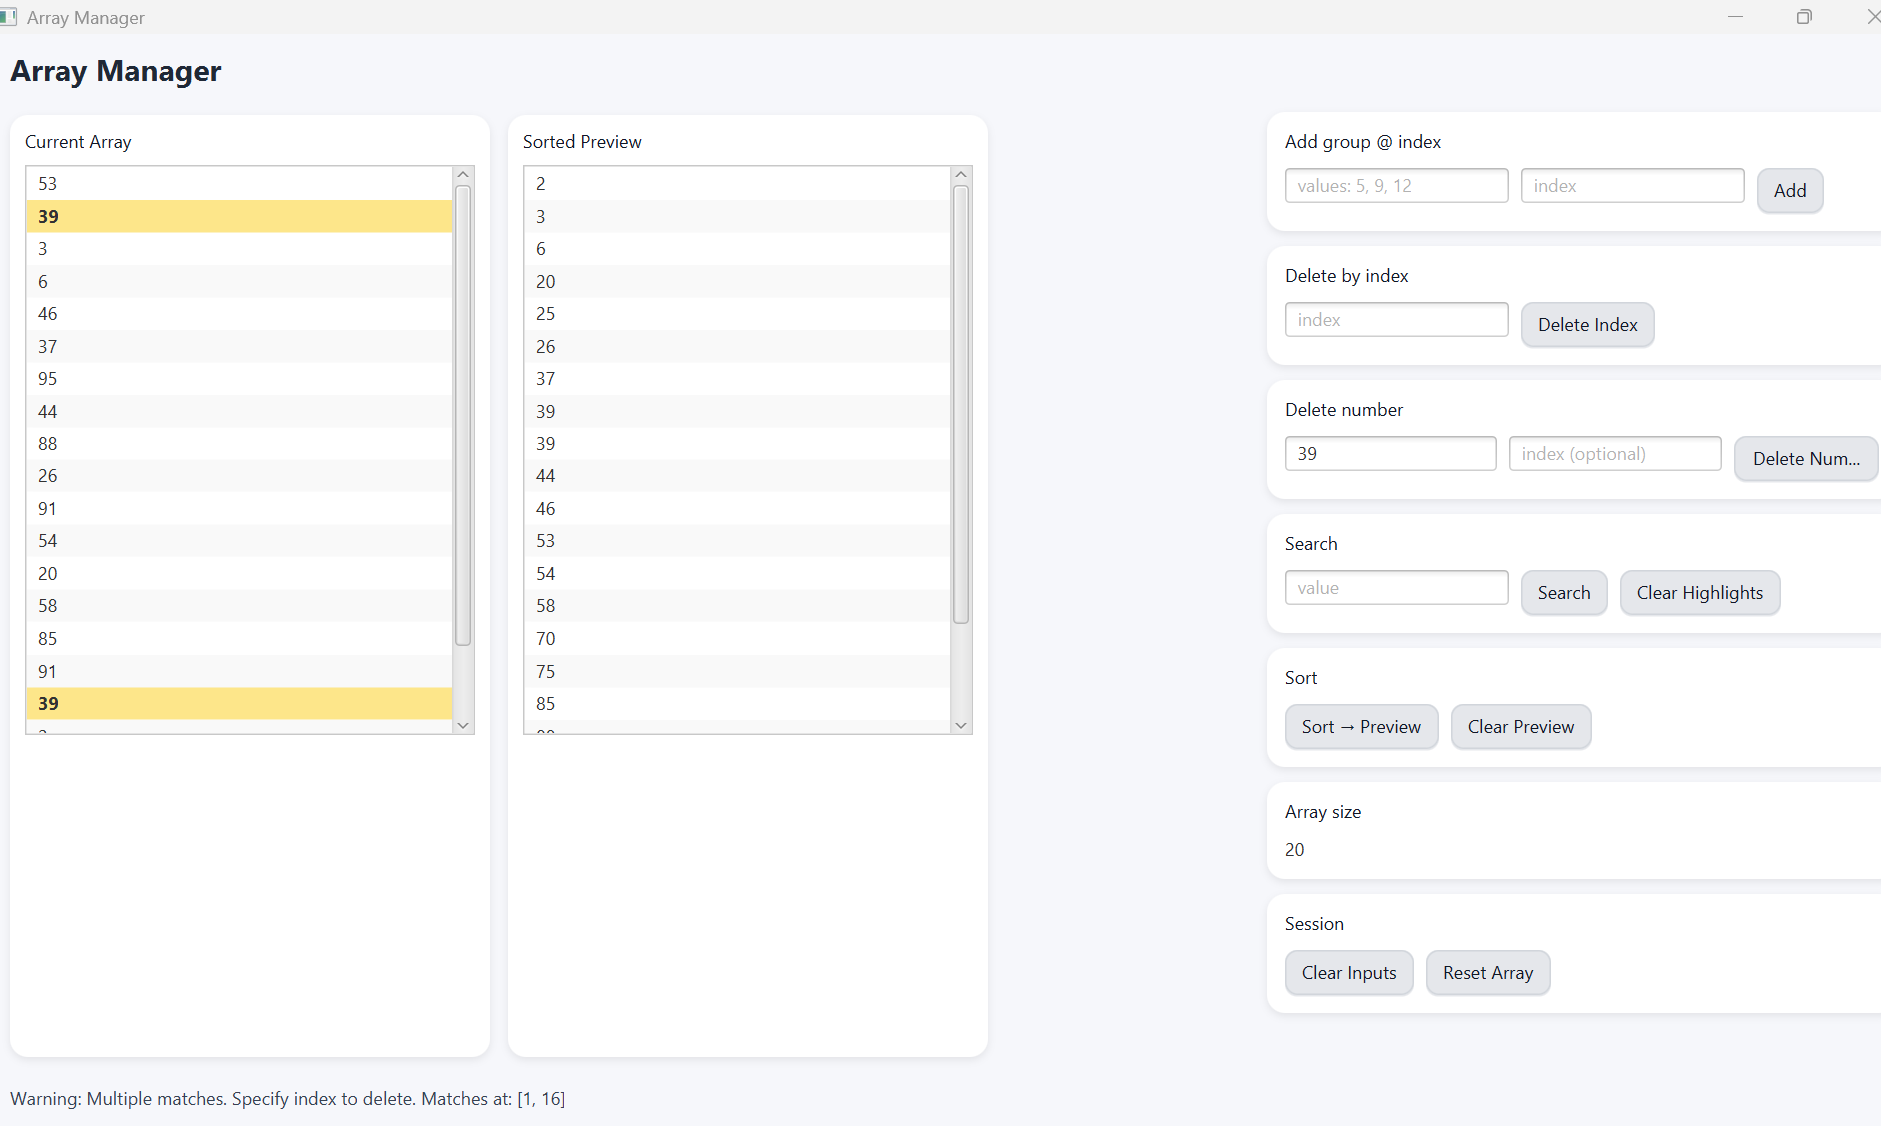 Array Manager
Array Manager
Current Array
53
39
3
6
46
37
95
44
88
26
91
54
20
58
85
91
39
Sorted Preview
2
3
6
20
25
26
37
39
39
44
46
53
54
58
70
75
85
Add group @ index
values: 5, 9, 12
index
Add
Delete by index
index
Delete Index
Delete number
39
index (optional)
Delete Num...
Search
value
Search
Clear Highlights
Sort
Sort → Preview
Clear Preview
Array size
20
Session
Clear Inputs
Reset Array
Warning: Multiple matches. Specify index to delete. Matches at: [1, 16]